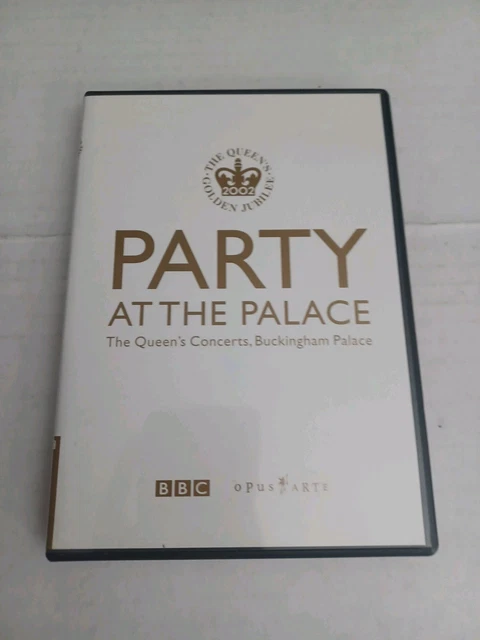 · THE QUEEN'S ·
2002
GOLDEN JUBILEE
PARTY
AT THE PALACE
The Queen's Concerts, Buckingham Palace
BBC opus ARTE